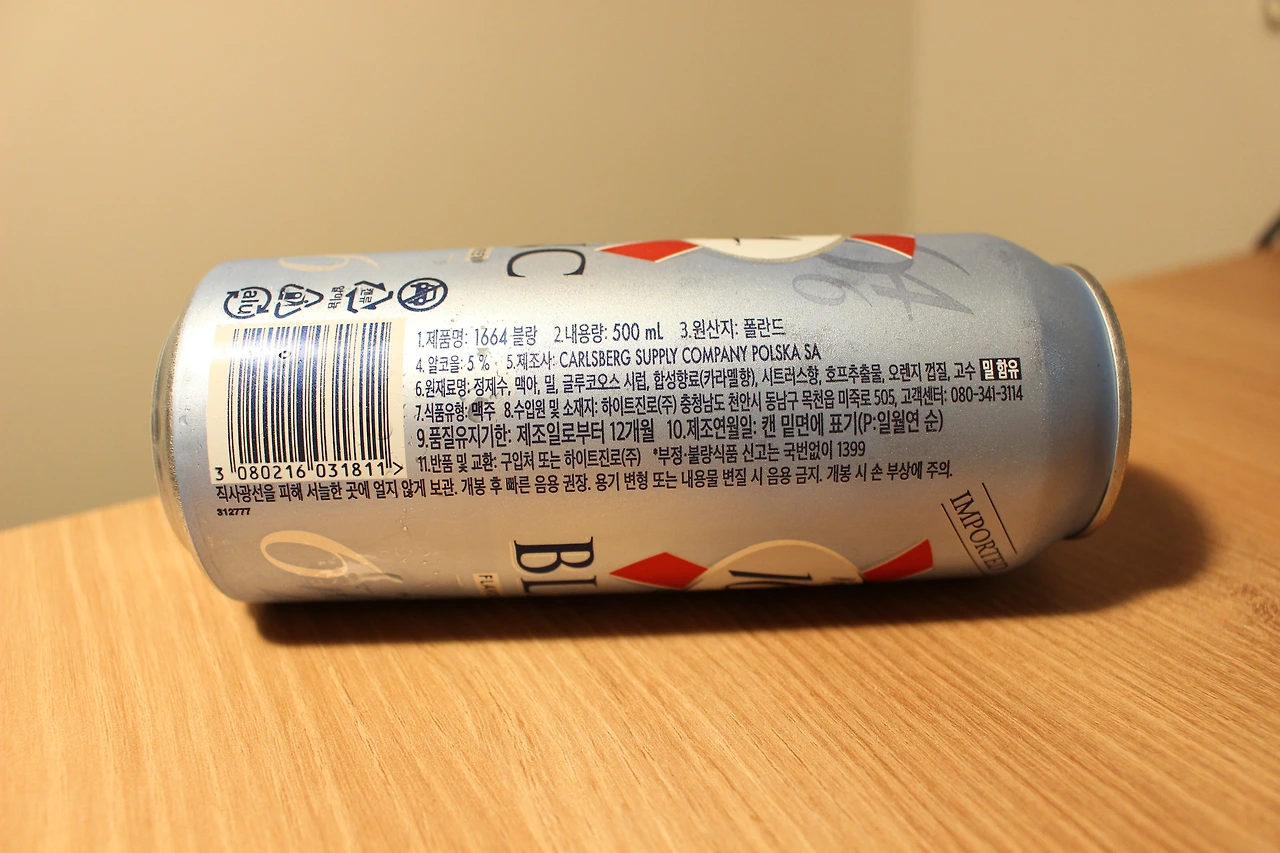 1.제품명: 1664 블랑 2.내용량: 500 mL 3.원산지: 폴란드
4. 알코올: 5 % 5.제조사: CARLSBERG SUPPLY COMPANY POLSKA SA
6.원재료명: 정제수, 맥아, 밀, 글루코오스 시럽, 합성향료(카라멜향), 시트러스향, 호프추출물, 오렌지 껍질, 고수 밀 함유
7.식품유형: 맥주 8.수입원 및 소재지: 하이트진로(주) 충청남도 천안시 동남구 목천읍 미죽로 505, 고객센터: 080-341-3114
9.품질유지기한: 제조일로부터 12개월 10.제조연월일: 캔 밑면에 표기(P:일월연 순)
11.반품 및 교환: 구입처 또는 하이트진로(주) *부정·불량식품 신고는 국번없이 1399
3 080216 031811 >
직사광선을 피해 서늘한 곳에 얼지 않게 보관. 개봉 후 빠른 음용 권장. 용기 변형 또는 내용물 변질 시 음용 금지. 개봉 시 손 부상에 주의.
312777
alu
캔류
IMPORTED
BL
C